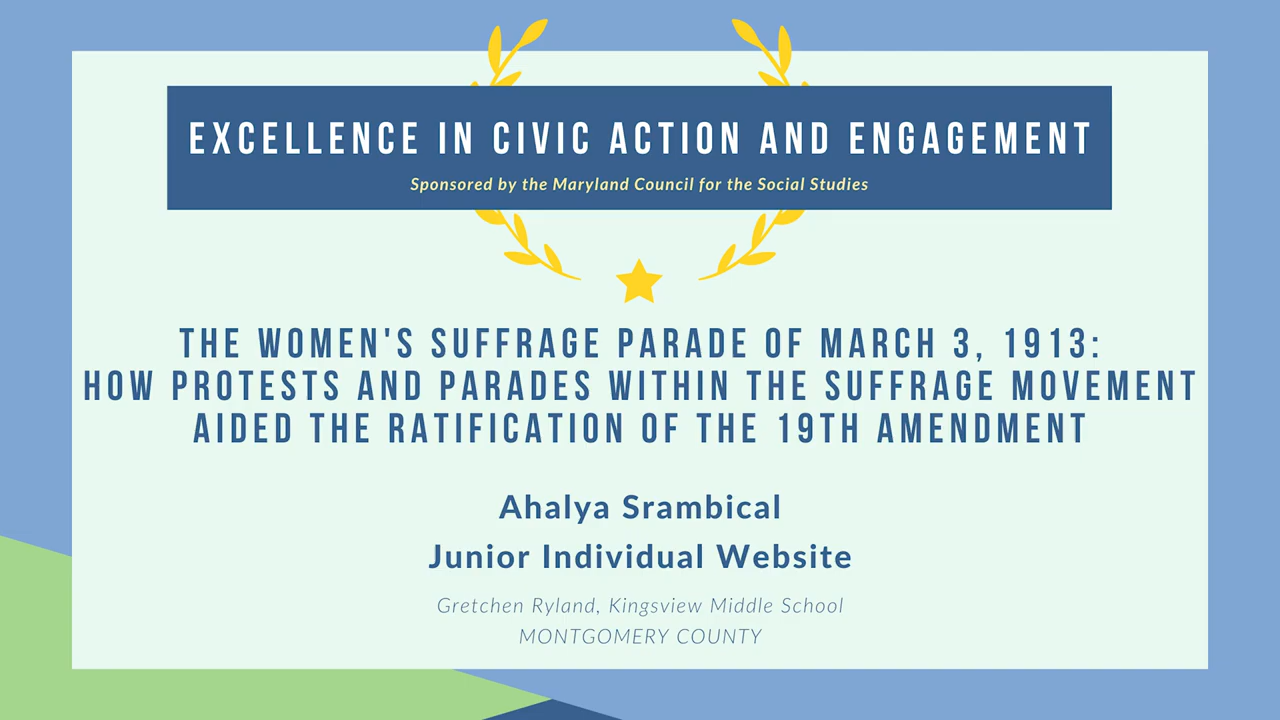 EXCELLENCE IN CIVIC ACTION AND ENGAGEMENT
Sponsored by the Maryland Council for the Social Studies
THE WOMEN'S SUFFRAGE PARADE OF MARCH 3, 1913:
HOW PROTESTS AND PARADES WITHIN THE SUFFRAGE MOVEMENT
AIDED THE RATIFICATION OF THE 19TH AMENDMENT
Ahalya Srambical
Junior Individual Website
Gretchen Ryland, Kingsview Middle School
MONTGOMERY COUNTY